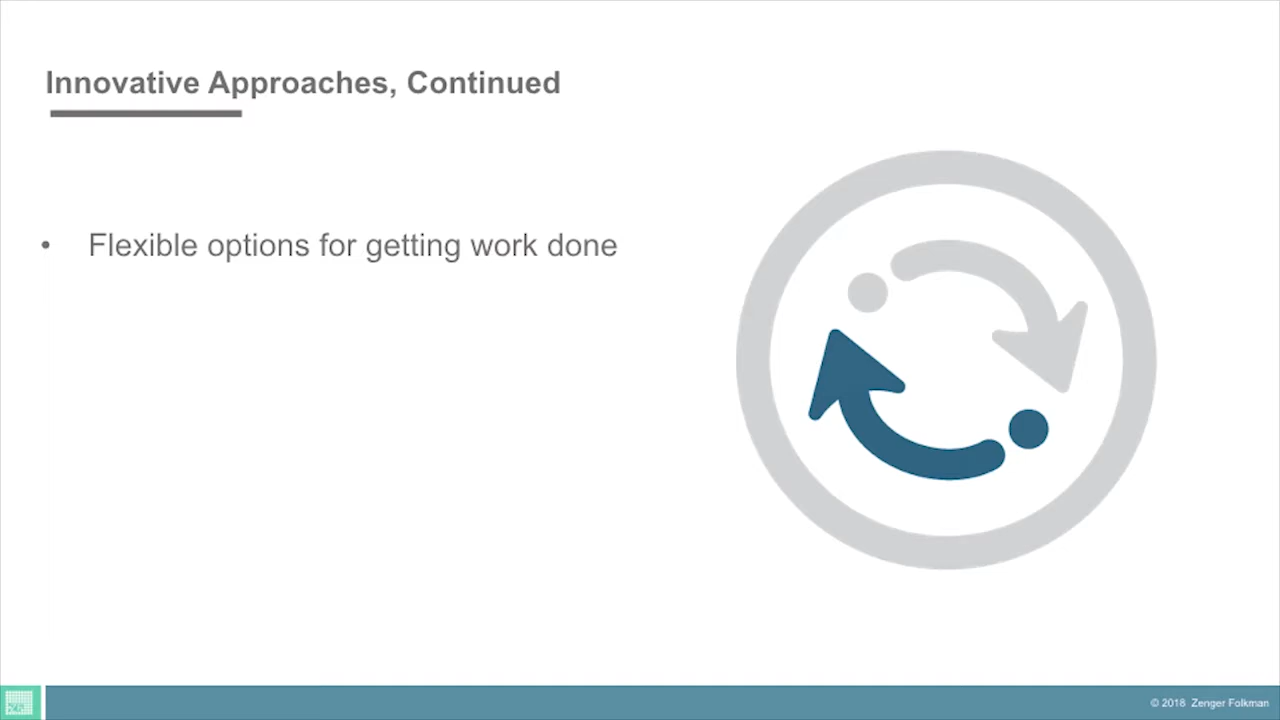 Innovative Approaches, Continued
• Flexible options for getting work done
© 2018 Zenger Folkman